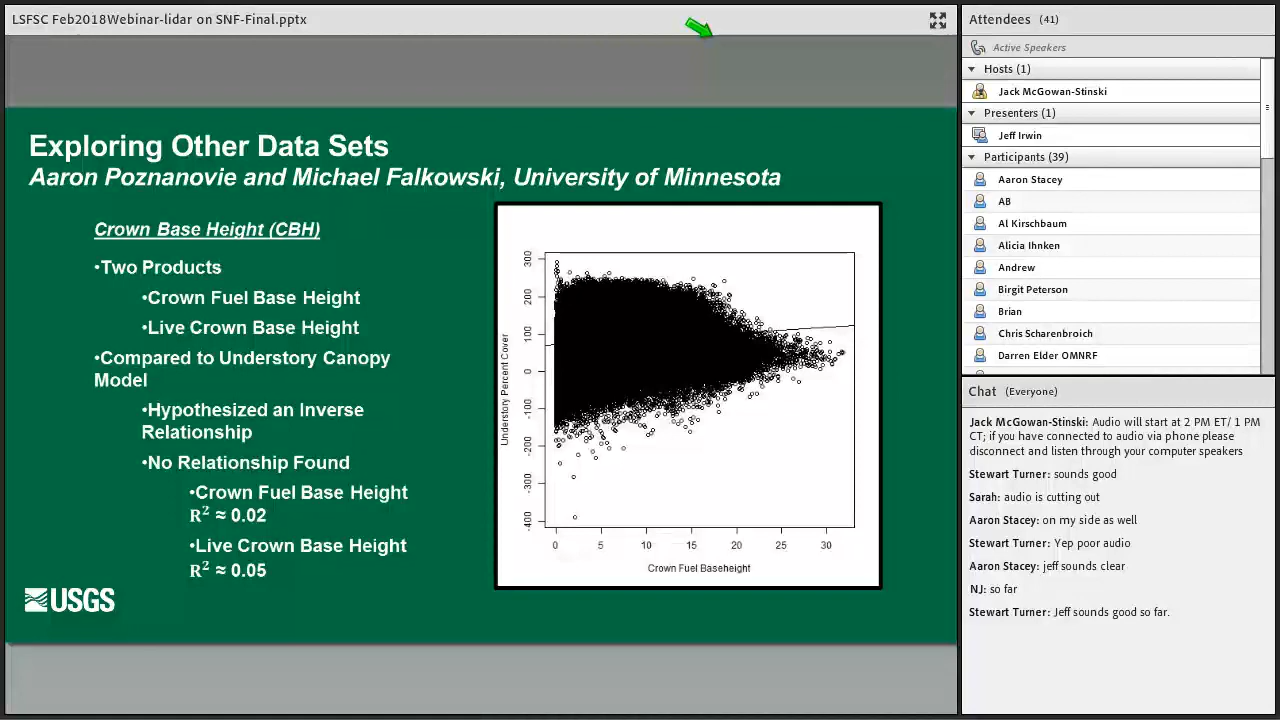 LSFSC Feb2018Webinar-lidar on SNF-Final.pptx
Exploring Other Data Sets
Aaron Poznanovie and Michael Falkowski, University of Minnesota
Crown Base Height (CBH)
•Two Products
•Crown Fuel Base Height
•Live Crown Base Height
•Compared to Understory Canopy
Model
•Hypothesized an Inverse
Relationship
•No Relationship Found
•Crown Fuel Base Height
R² ≈ 0.02
•Live Crown Base Height
R² ≈ 0.05
USGS
Understory Percent Cover
300
200
100
0
-100
-200
-300
-400
0 5 10 15 20 25 30
Crown Fuel Baseheight
Attendees (41)
Active Speakers
Hosts (1)
Jack McGowan-Stinski
Presenters (1)
Jeff Irwin
Participants (39)
Aaron Stacey
AB
Al Kirschbaum
Alicia Ihnken
Andrew
Birgit Peterson
Brian
Chris Scharenbroich
Darren Elder OMNRF
Chat (Everyone)
Jack McGowan-Stinski: Audio will start at 2 PM ET/ 1 PM
CT; if you have connected to audio via phone please
disconnect and listen through your computer speakers
Stewart Turner: sounds good
Sarah: audio is cutting out
Aaron Stacey: on my side as well
Stewart Turner: Yep poor audio
Aaron Stacey: jeff sounds clear
NJ: so far
Stewart Turner: Jeff sounds good so far.